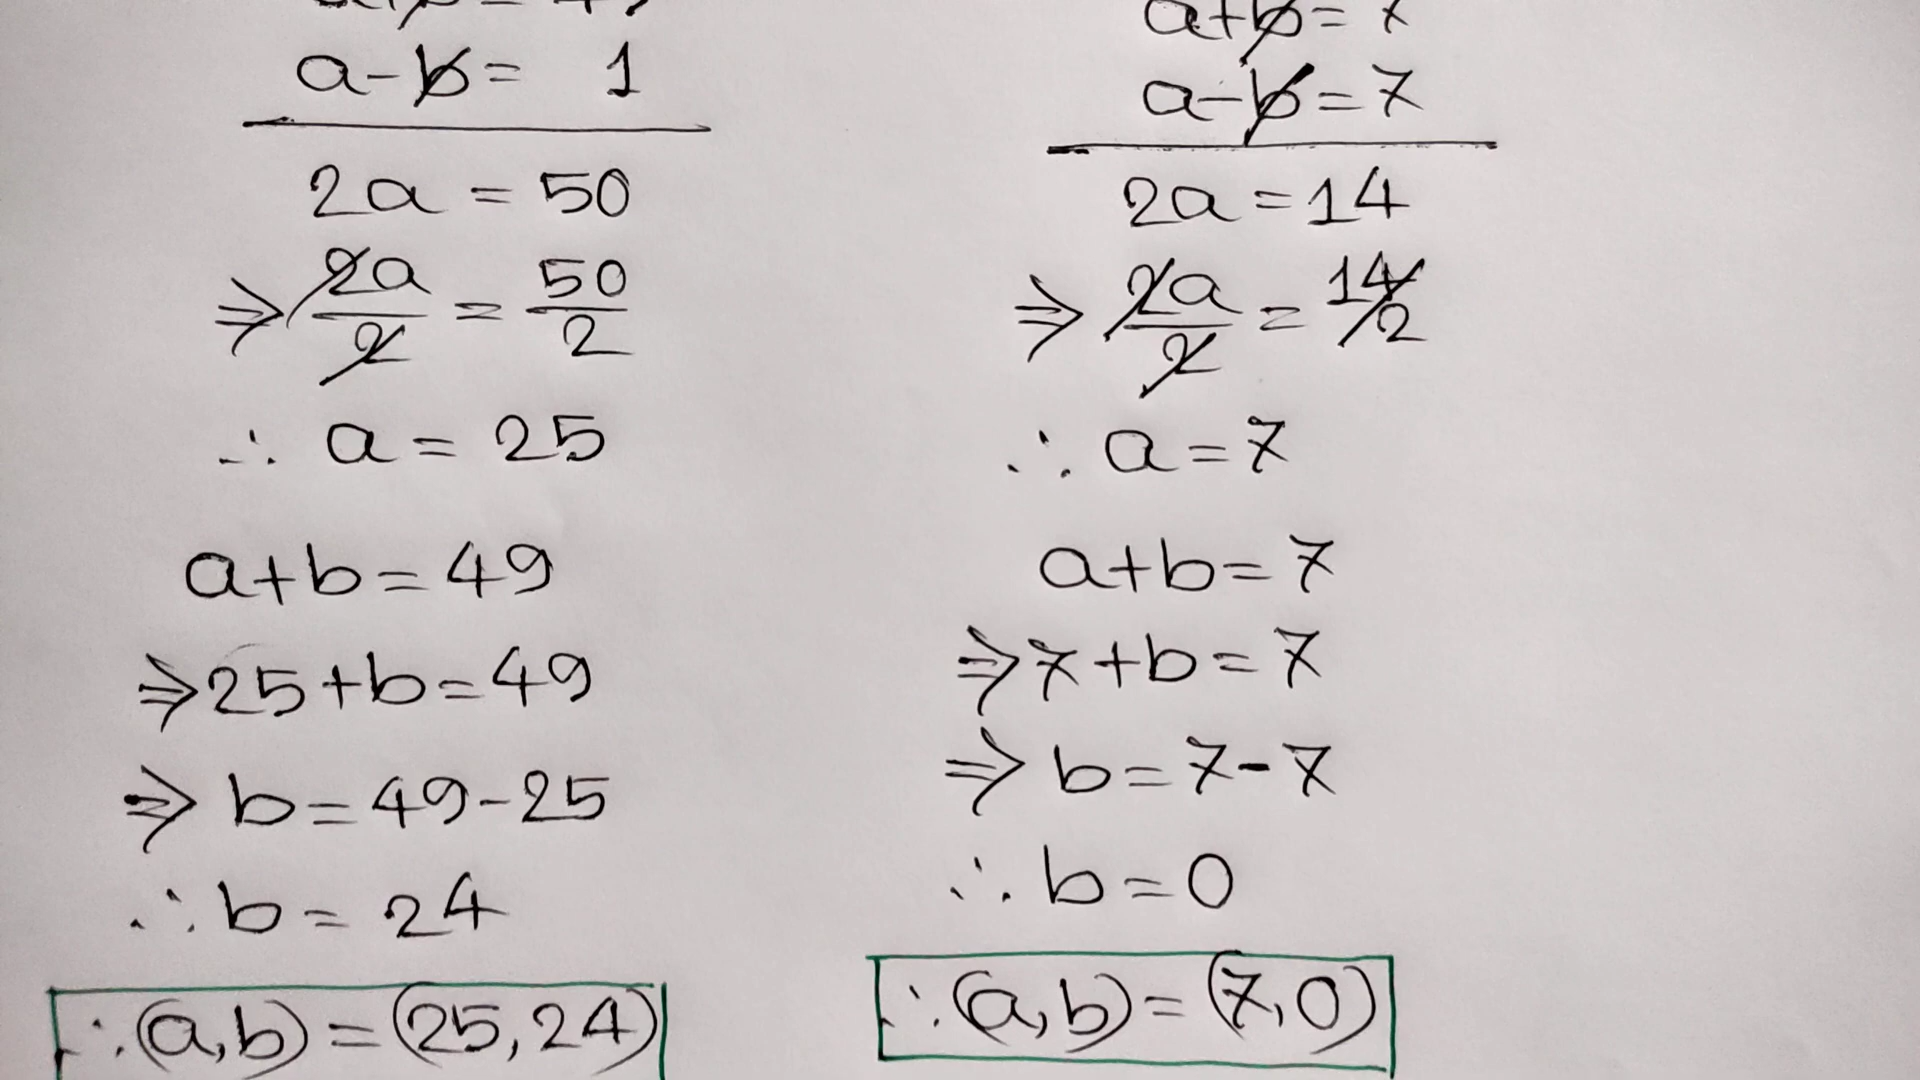 a-b= 1
2a = 50
⇒ 2a/2 = 50/2
∴ a = 25
a+b=49
⇒25+b=49
⇒ b=49-25
∴ b= 24
∴(a,b) = (25,24)
a+b=7
a-b=7
2a=14
⇒ 2a/2 = 14/2
∴ a=7
a+b=7
⇒7+b=7
⇒ b=7-7
∴ b=0
∴(a,b)=(7,0)